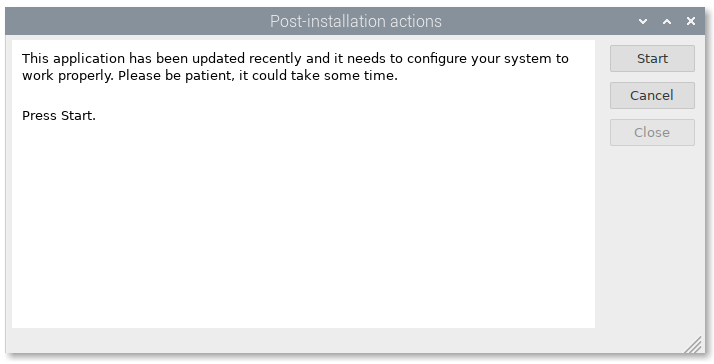 Post-installation actions
This application has been updated recently and it needs to configure your system to
work properly. Please be patient, it could take some time.
Press Start.
Start
Cancel
Close